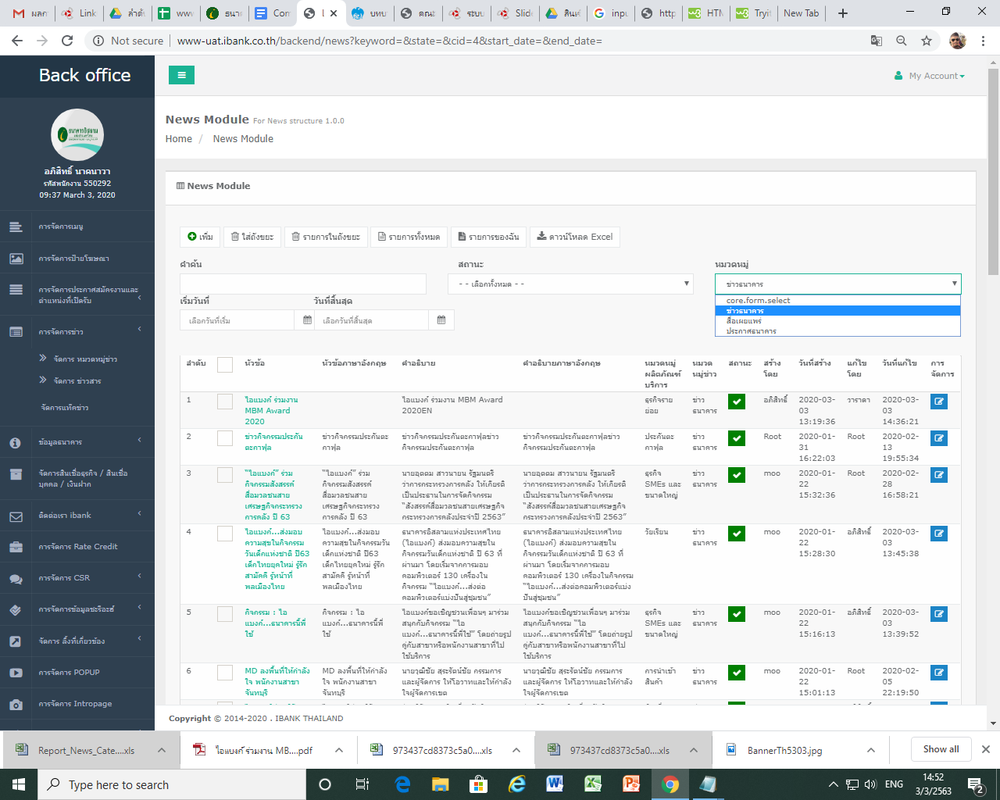 ผลก
Link
ลำดั
www
ธนา
Con
บทบ
ตณะ
ระบ
Slid
สินเ
inpu
http
HTM
Tryit
New Tab
Not secure
www-uat.ibank.co.th/backend/news?keyword=&state=&cid=4&start_date=&end_date=
Back office
My Account
ธนาคารอิสลาม
อภิสิทธิ์ นาคนาวา
รหัสพนักงาน 550292
09:37 March 3, 2020
News Module For News structure 1.0.0
Home / News Module
News Module
การจัดการเมนู
การจัดการป้ายโฆษณา
การจัดการประกาศสมัครงานและ
ตำแหน่งที่เปิดรับ
การจัดการข่าว
จัดการ หมวดหมู่ข่าว
จัดการ ข่าวสาร
จัดการแท็คข่าว
ข้อมูลธนาคาร
จัดการสินเชื่อธุรกิจ / สินเชื่อ
บุคคล / เงินฝาก
ติดต่อเรา ibank
การจัดการ Rate Credit
การจัดการ CSR
การจัดการข้อมูลชะรีอะฮ์
จัดการ ลิ้งที่เกี่ยวข้อง
การจัดการ POPUP
การจัดการ Intropage
เพิ่ม
ใส่ถังขยะ
รายการในถังขยะ
รายการทั้งหมด
รายการของฉัน
ดาวน์โหลด Excel
คำค้น
สถานะ
หมวดหมู่
- - เลือกทั้งหมด - -
ข่าวธนาคาร
core.form.select
ข่าวธนาคาร
สื่อเผยแพร่
ประกาศธนาคาร
เริ่มวันที่
วันที่สิ้นสุด
เลือกวันที่เริ่ม
เลือกวันที่สิ้นสุด
ลำดับ
หัวข้อ
หัวข้อภาษาอังกฤษ
คำอธิบาย
คำอธิบายภาษาอังกฤษ
หมวดหมู่
ผลิตภัณฑ์
บริการ
หมวด
หมู่ข่าว
สถานะ
สร้าง
โดย
วันที่สร้าง
แก้ไข
โดย
วันที่แก้ไข
การ
จัดการ
1
ไอแบงก์ ร่วมงาน
MBM Award
2020
ไอแบงก์ ร่วมงาน MBM Award
2020EN
ธุรกิจราย
ย่อย
ข่าว
ธนาคาร
อภิสิทธิ์
2020-03-
03
13:19:36
วาราดา
2020-03-
03
14:36:21
2
ข่าวกิจกรรมประกัน
ตะกาฟุล
ข่าวกิจกรรมประกันตะ
กาฟุล
ข่าวกิจกรรมประกันตะกาฟุลข่าว
กิจกรรมประกันตะกาฟุล
ข่าวกิจกรรมประกันตะกาฟุลข่าว
กิจกรรมประกันตะกาฟุล
ประกันตะ
กาฟุล
ข่าว
ธนาคาร
Root
2020-01-
31
16:22:03
Root
2020-02-
13
19:55:34
3
“ไอแบงก์” ร่วม
กิจกรรมสังสรรค์
สื่อมวลชนสาย
เศรษฐกิจกระทรวง
การคลัง ปี 63
“ไอแบงก์” ร่วม
กิจกรรมสังสรรค์
สื่อมวลชนสาย
เศรษฐกิจกระทรวง
การคลัง ปี 63
นายอุตตม สาวนายน รัฐมนตรี
ว่าการกระทรวงการคลัง ให้เกียรติ
เป็นประธานในการจัดกิจกรรม
“สังสรรค์สื่อมวลชนสายเศรษฐกิจ
กระทรวงการคลังประจำปี 2563”
นายอุตตม สาวนายน รัฐมนตรี
ว่าการกระทรวงการคลัง ให้เกียรติ
เป็นประธานในการจัดกิจกรรม
“สังสรรค์สื่อมวลชนสายเศรษฐกิจ
กระทรวงการคลังประจำปี 2563”
ธุรกิจ
SMEs และ
ขนาดใหญ่
ข่าว
ธนาคาร
moo
2020-01-
22
15:32:36
Root
2020-02-
28
16:58:21
4
ไอแบงก์...ส่งมอบ
ความสุขในกิจกรรม
วันเด็กแห่งชาติ ปี63
เด็กไทยยุคใหม่ รู้รัก
สามัคคี รู้หน้าที่
พลเมืองไทย
ไอแบงก์...ส่งมอบ
ความสุขในกิจกรรมวัน
เด็กแห่งชาติ ปี63
เด็กไทยยุคใหม่ รู้รัก
สามัคคี รู้หน้าที่
พลเมืองไทย
ธนาคารอิสลามแห่งประเทศไทย
(ไอแบงก์) ส่งมอบความสุขใน
กิจกรรมวันเด็กแห่งชาติ ปี 63 ที่
ผ่านมา โดยเริ่มจากการมอบ
คอมพิวเตอร์ 130 เครื่องใน
กิจกรรม “ไอแบงก์...ส่งต่อ
คอมพิวเตอร์แบ่งปันสู่ชุมชน”
ธนาคารอิสลามแห่งประเทศไทย
(ไอแบงก์) ส่งมอบความสุขใน
กิจกรรมวันเด็กแห่งชาติ ปี 63 ที่
ผ่านมา โดยเริ่มจากการมอบ
คอมพิวเตอร์ 130 เครื่องในกิจกรรม
“ไอแบงก์...ส่งต่อคอมพิวเตอร์แบ่ง
ปันสู่ชุมชน”
วัยเรียน
ข่าว
ธนาคาร
moo
2020-01-
22
15:28:30
อภิสิทธิ์
2020-03-
03
13:45:38
5
กิจกรรม : ไอ
แบงค์...ธนาคารนี้พี่
ใช้
กิจกรรม : ไอ
แบงค์...ธนาคารนี้พี่
ใช้
ไอแบงค์ขอเชิญชวนเพื่อนๆ มาร่วม
สนุกกับกิจกรรม “ไอ
แบงค์...ธนาคารนี้พี่ใช้” โดยถ่ายรูป
คู่กับสาขาหรือพนักงานสาขาที่ไป
ใช้บริการ
ไอแบงค์ขอเชิญชวนเพื่อนๆ มาร่วม
สนุกกับกิจกรรม “ไอ
แบงค์...ธนาคารนี้พี่ใช้” โดยถ่ายรูป
คู่กับสาขาหรือพนักงานสาขาที่ไป
ใช้บริการ
ธุรกิจ
SMEs และ
ขนาดใหญ่
ข่าว
ธนาคาร
moo
2020-01-
22
15:16:13
อภิสิทธิ์
2020-03-
03
13:39:52
6
MD ลงพื้นที่ให้กำลัง
ใจ พนักงานสาขา
จันทบุรี
MD ลงพื้นที่ให้กำลัง
ใจ พนักงานสาขา
จันทบุรี
นายวุฒิชัย สุระรัตน์ชัย กรรมการ
และผู้จัดการ ให้โอวาทและให้กำลัง
ใจผู้จัดการเขต
นายวุฒิชัย สุระรัตน์ชัย กรรมการ
และผู้จัดการ ให้โอวาทและให้กำลัง
ใจผู้จัดการเขต
การนำเข้า
สินค้า
ข่าว
ธนาคาร
moo
2020-01-
22
15:01:13
Root
2020-02-
05
22:19:50
Copyright © 2014-2020 . IBANK THAILAND
Report_News_Cate....xls
ไอแบงก์ ร่วมงาน MB....pdf
973437cd8373c5a0....xls
973437cd8373c5a0....xls
BannerTh5303.jpg
Show all
Type here to search
ENG
14:52
3/3/2563
2